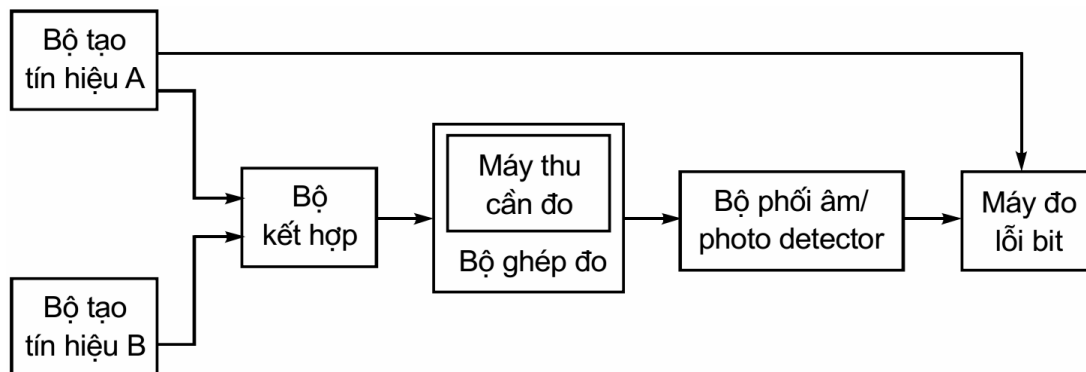 Bộ tạo
tín hiệu A
Bộ
kết hợp
Máy thu
cần đo
Bộ ghép đo
Bộ phối âm/
photo detector
Máy đo
lỗi bit
Bộ tạo
tín hiệu B